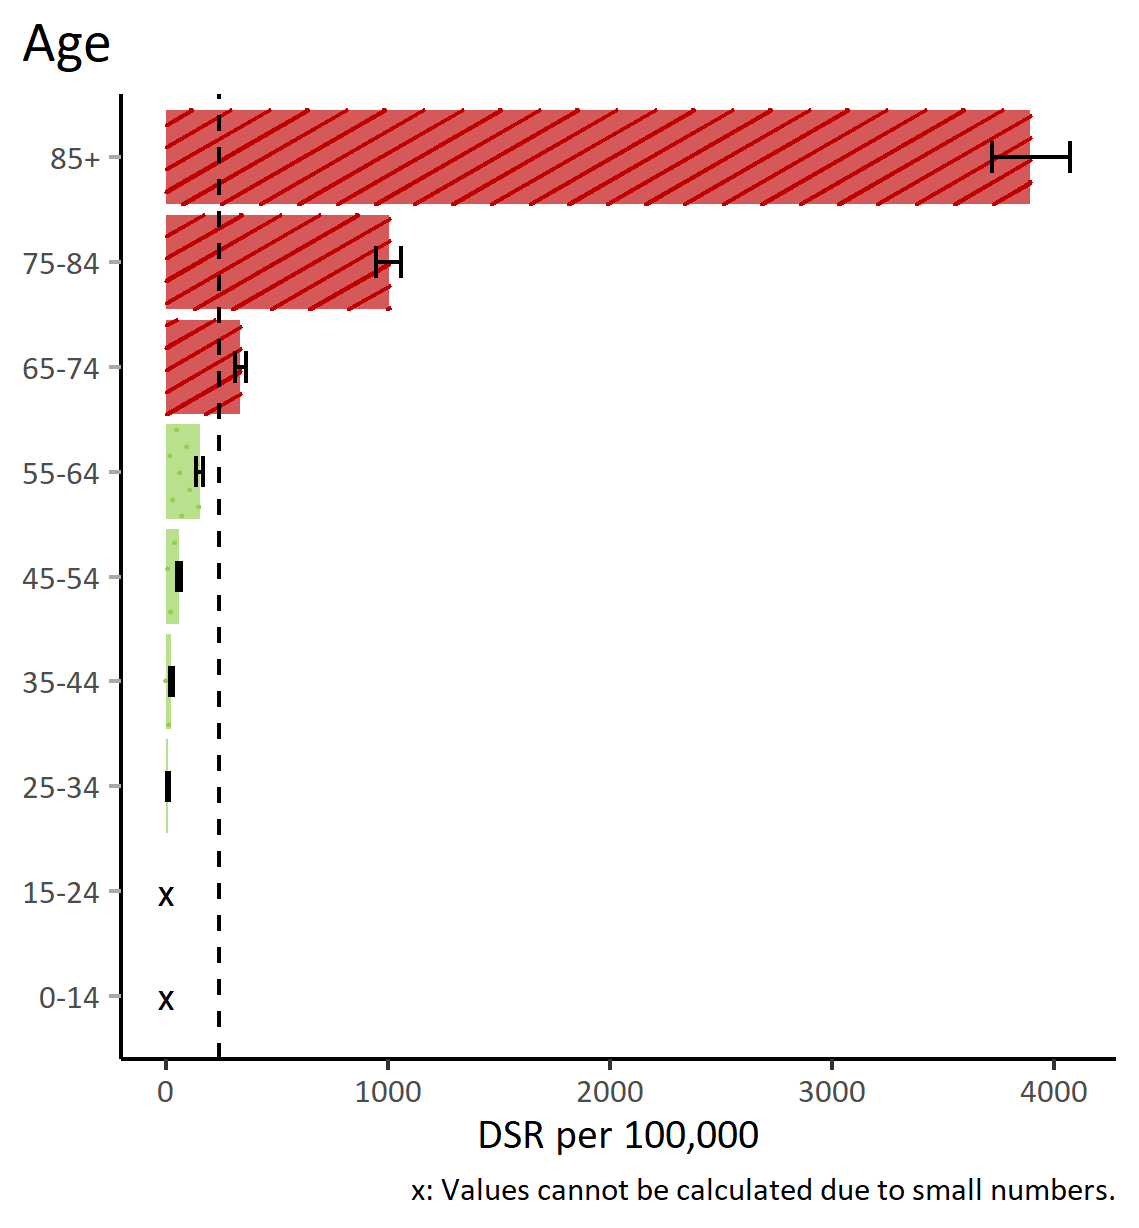 Age
85+
75-84
65-74
55-64
45-54
35-44
25-34
15-24
x
0-14
x
0 1000 2000 3000 4000
DSR per 100,000
x: Values cannot be calculated due to small numbers.